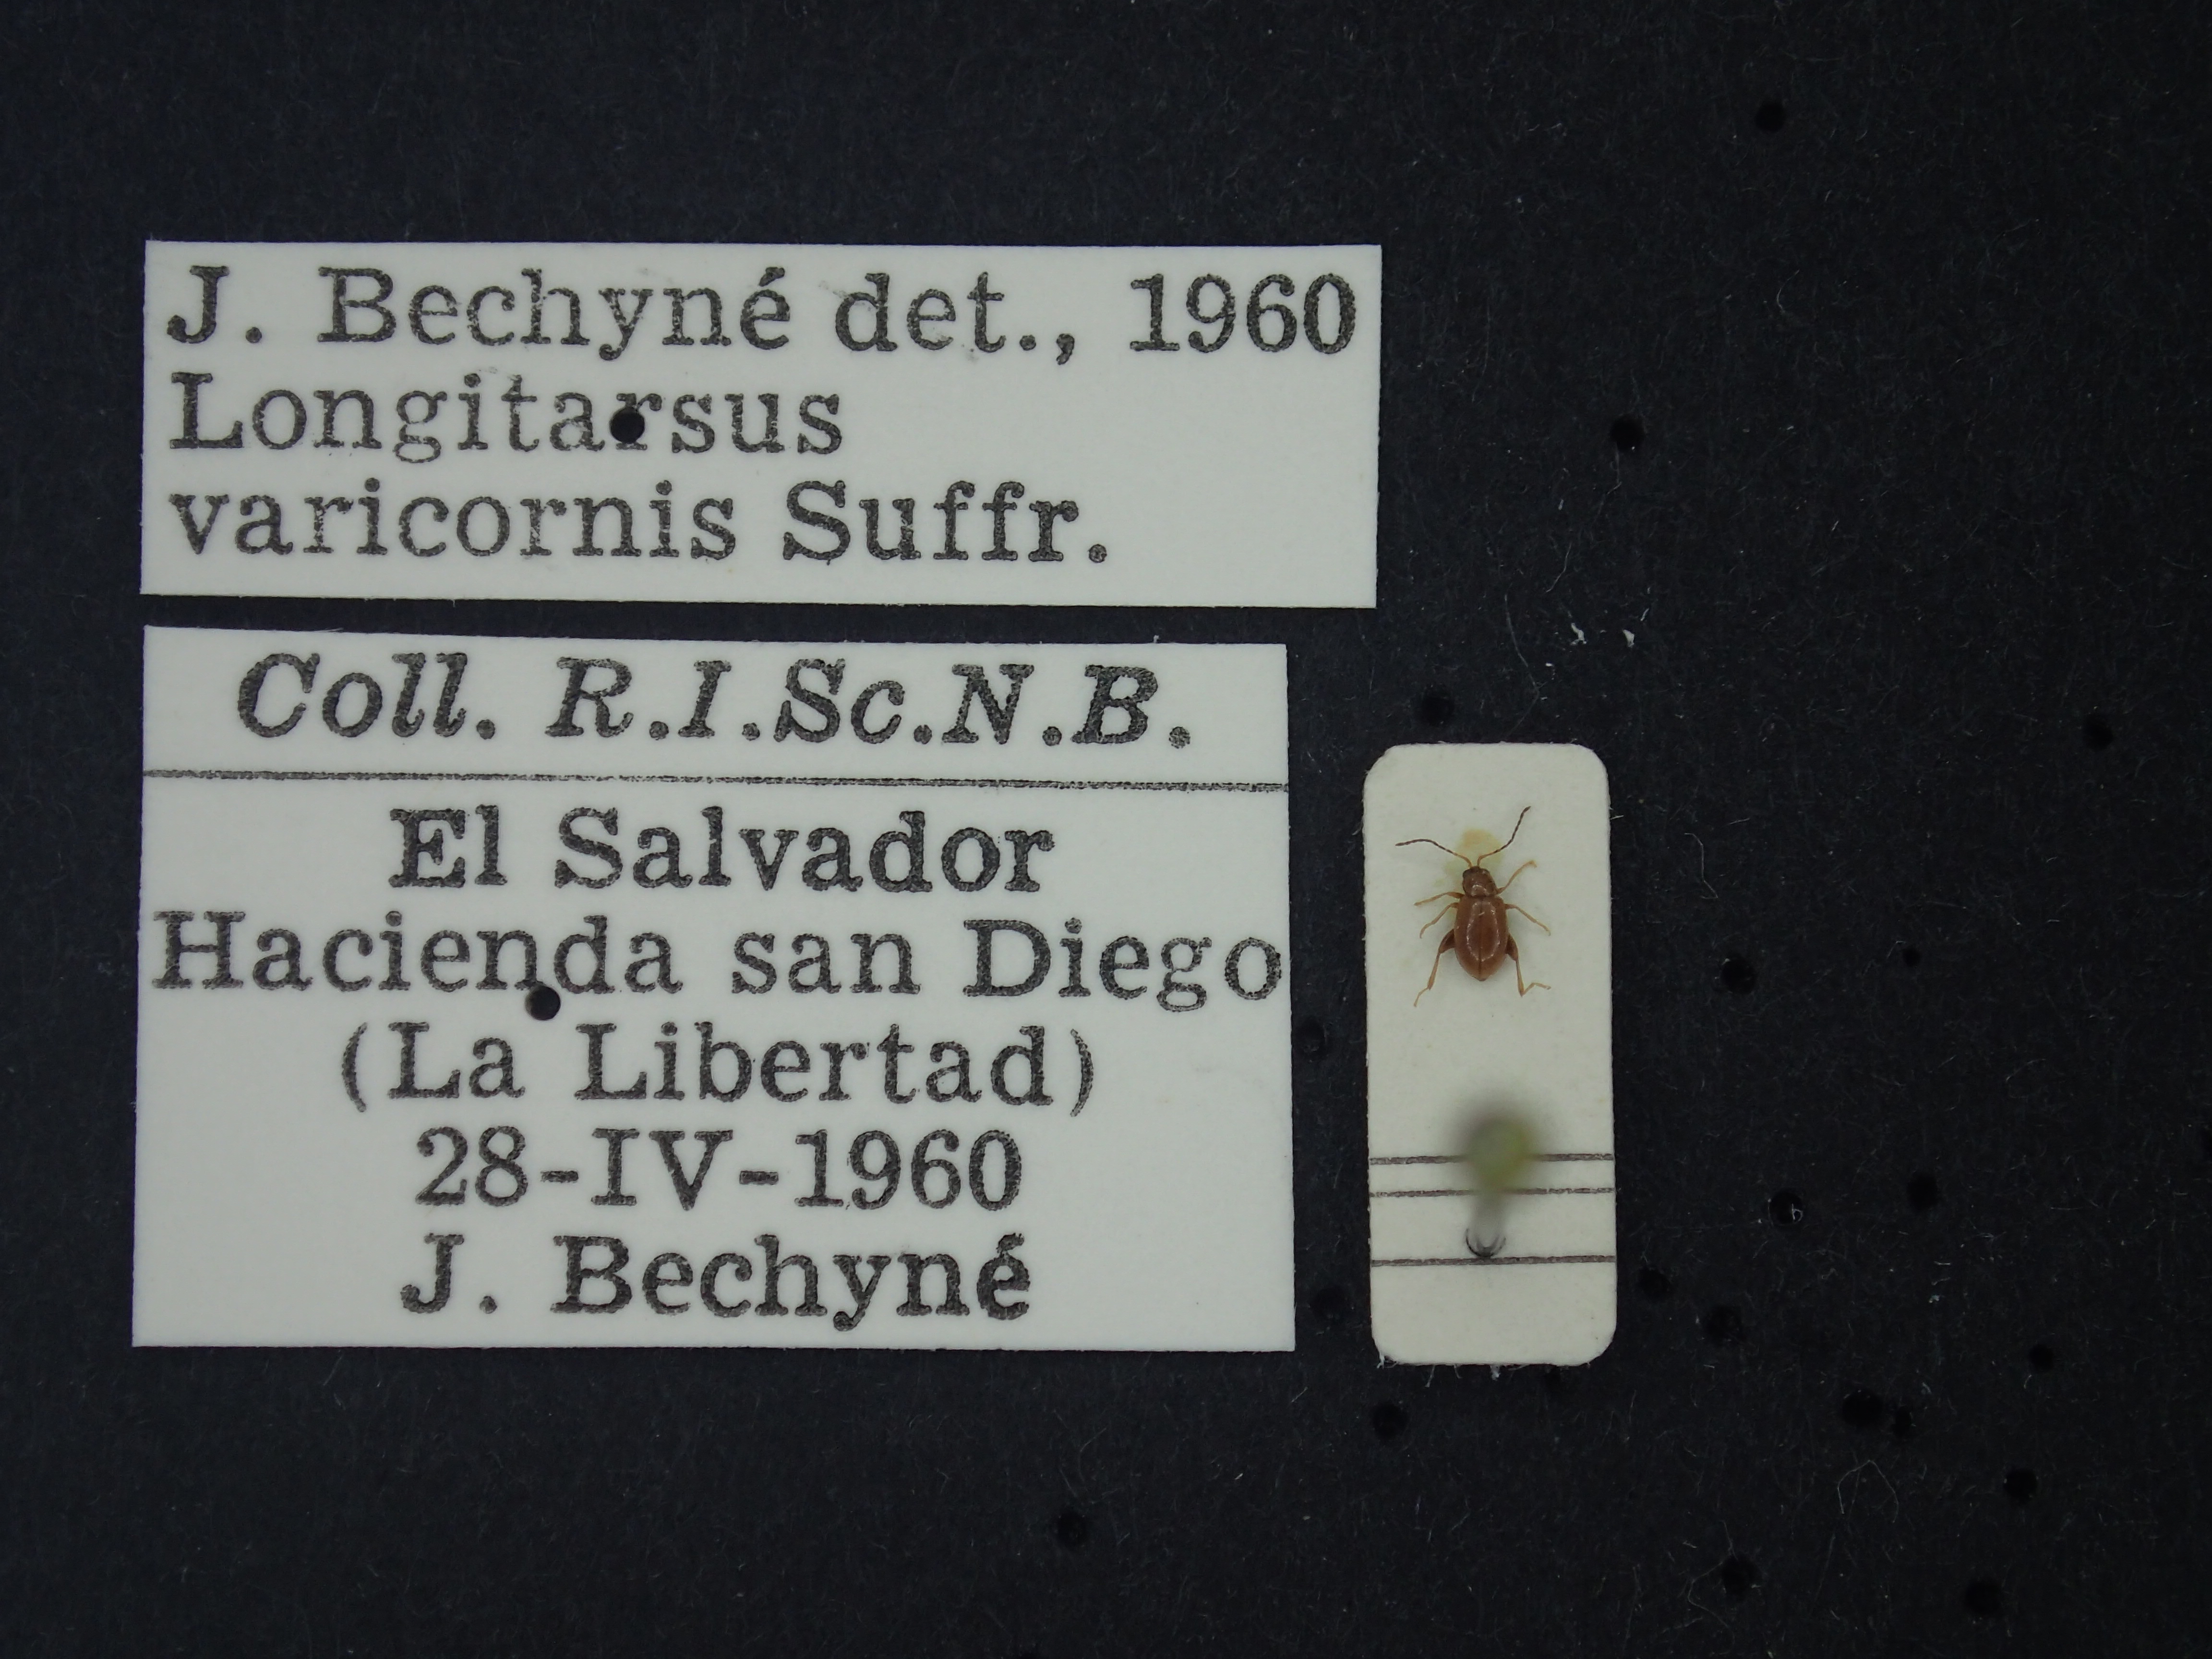 J. Bechyné det., 1960
Longitarsus
varicornis Suffr.
Coll. R.I.Sc.N.B.
El Salvador
Hacienda san Diego
(La Libertad)
28-IV-1960
J. Bechyné